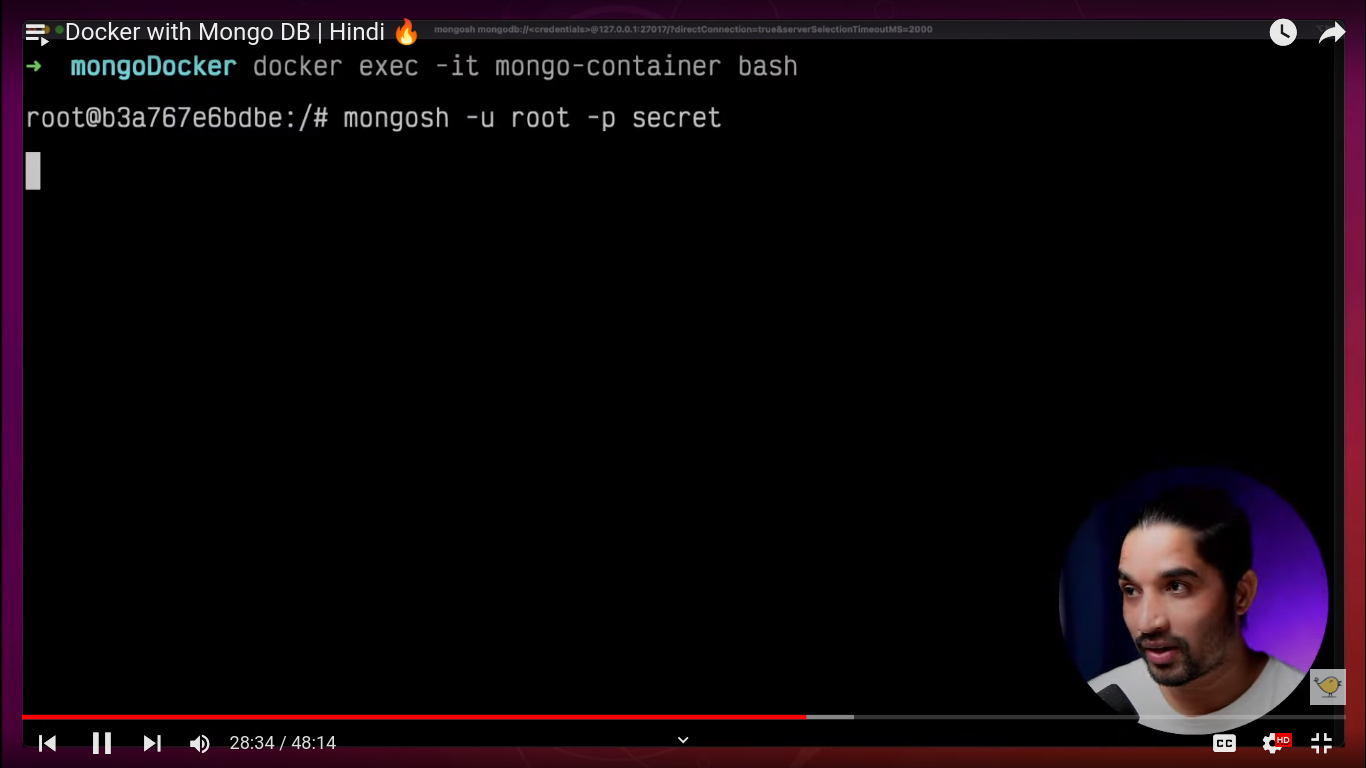 Docker with Mongo DB | Hindi 🔥
mongosh mongodb://<credentials>@127.0.0.1:27017/?directConnection=true&serverSelectionTimeoutMS=2000
➜ mongoDocker docker exec -it mongo-container bash
root@b3a767e6bdbe:/# mongosh -u root -p secret
28:34 / 48:14
CC
HD